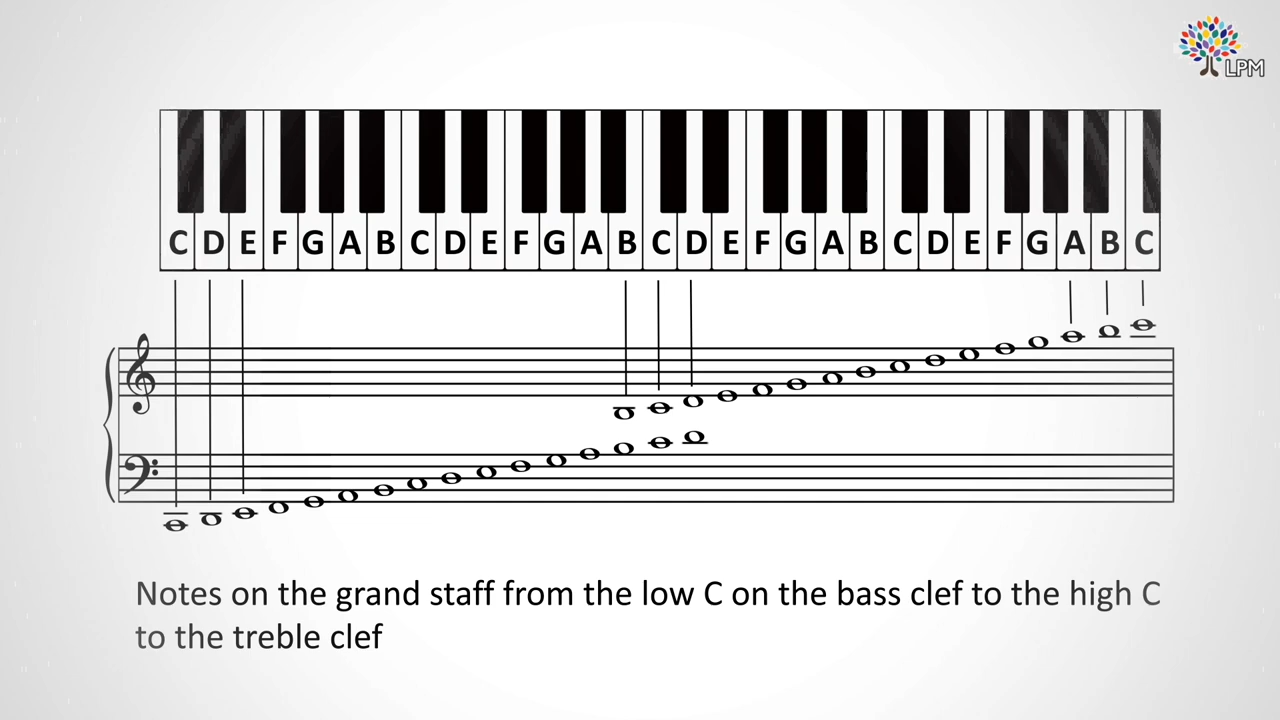 LPM
C D E F G A B C D E F G A B C D E F G A B C D E F G A B C
Notes on the grand staff from the low C on the bass clef to the high C
to the treble clef